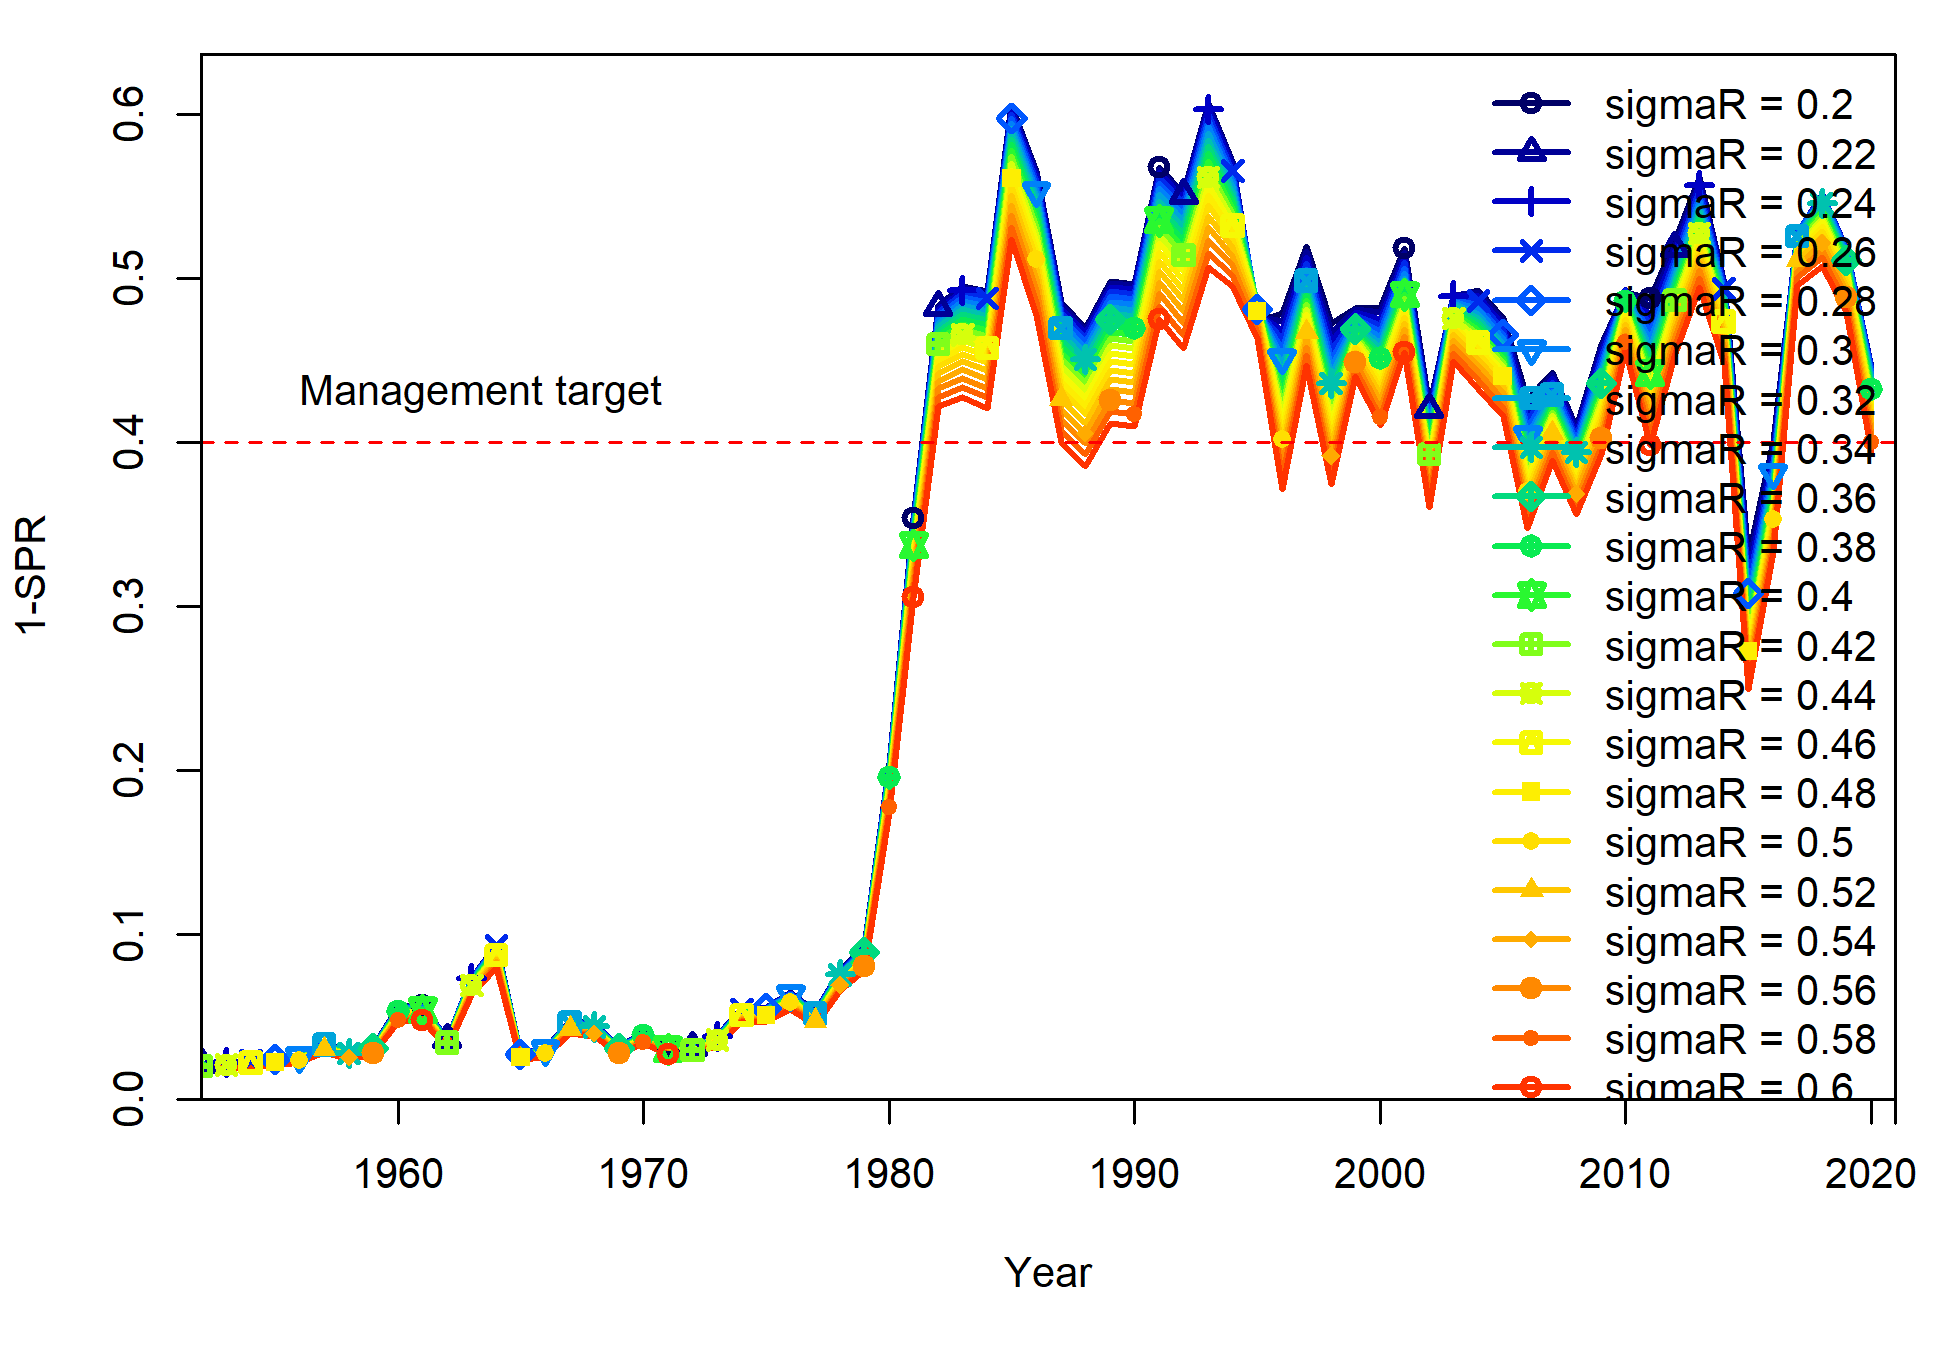 0.6
0.5
0.4
0.3
0.2
0.1
0.0
1-SPR
Management target
sigmaR = 0.2
sigmaR = 0.22
sigmaR = 0.24
sigmaR = 0.26
sigmaR = 0.28
sigmaR = 0.3
sigmaR = 0.32
sigmaR = 0.34
sigmaR = 0.36
sigmaR = 0.38
sigmaR = 0.4
sigmaR = 0.42
sigmaR = 0.44
sigmaR = 0.46
sigmaR = 0.48
sigmaR = 0.5
sigmaR = 0.52
sigmaR = 0.54
sigmaR = 0.56
sigmaR = 0.58
sigmaR = 0.6
1960 1970 1980 1990 2000 2010 2020
Year